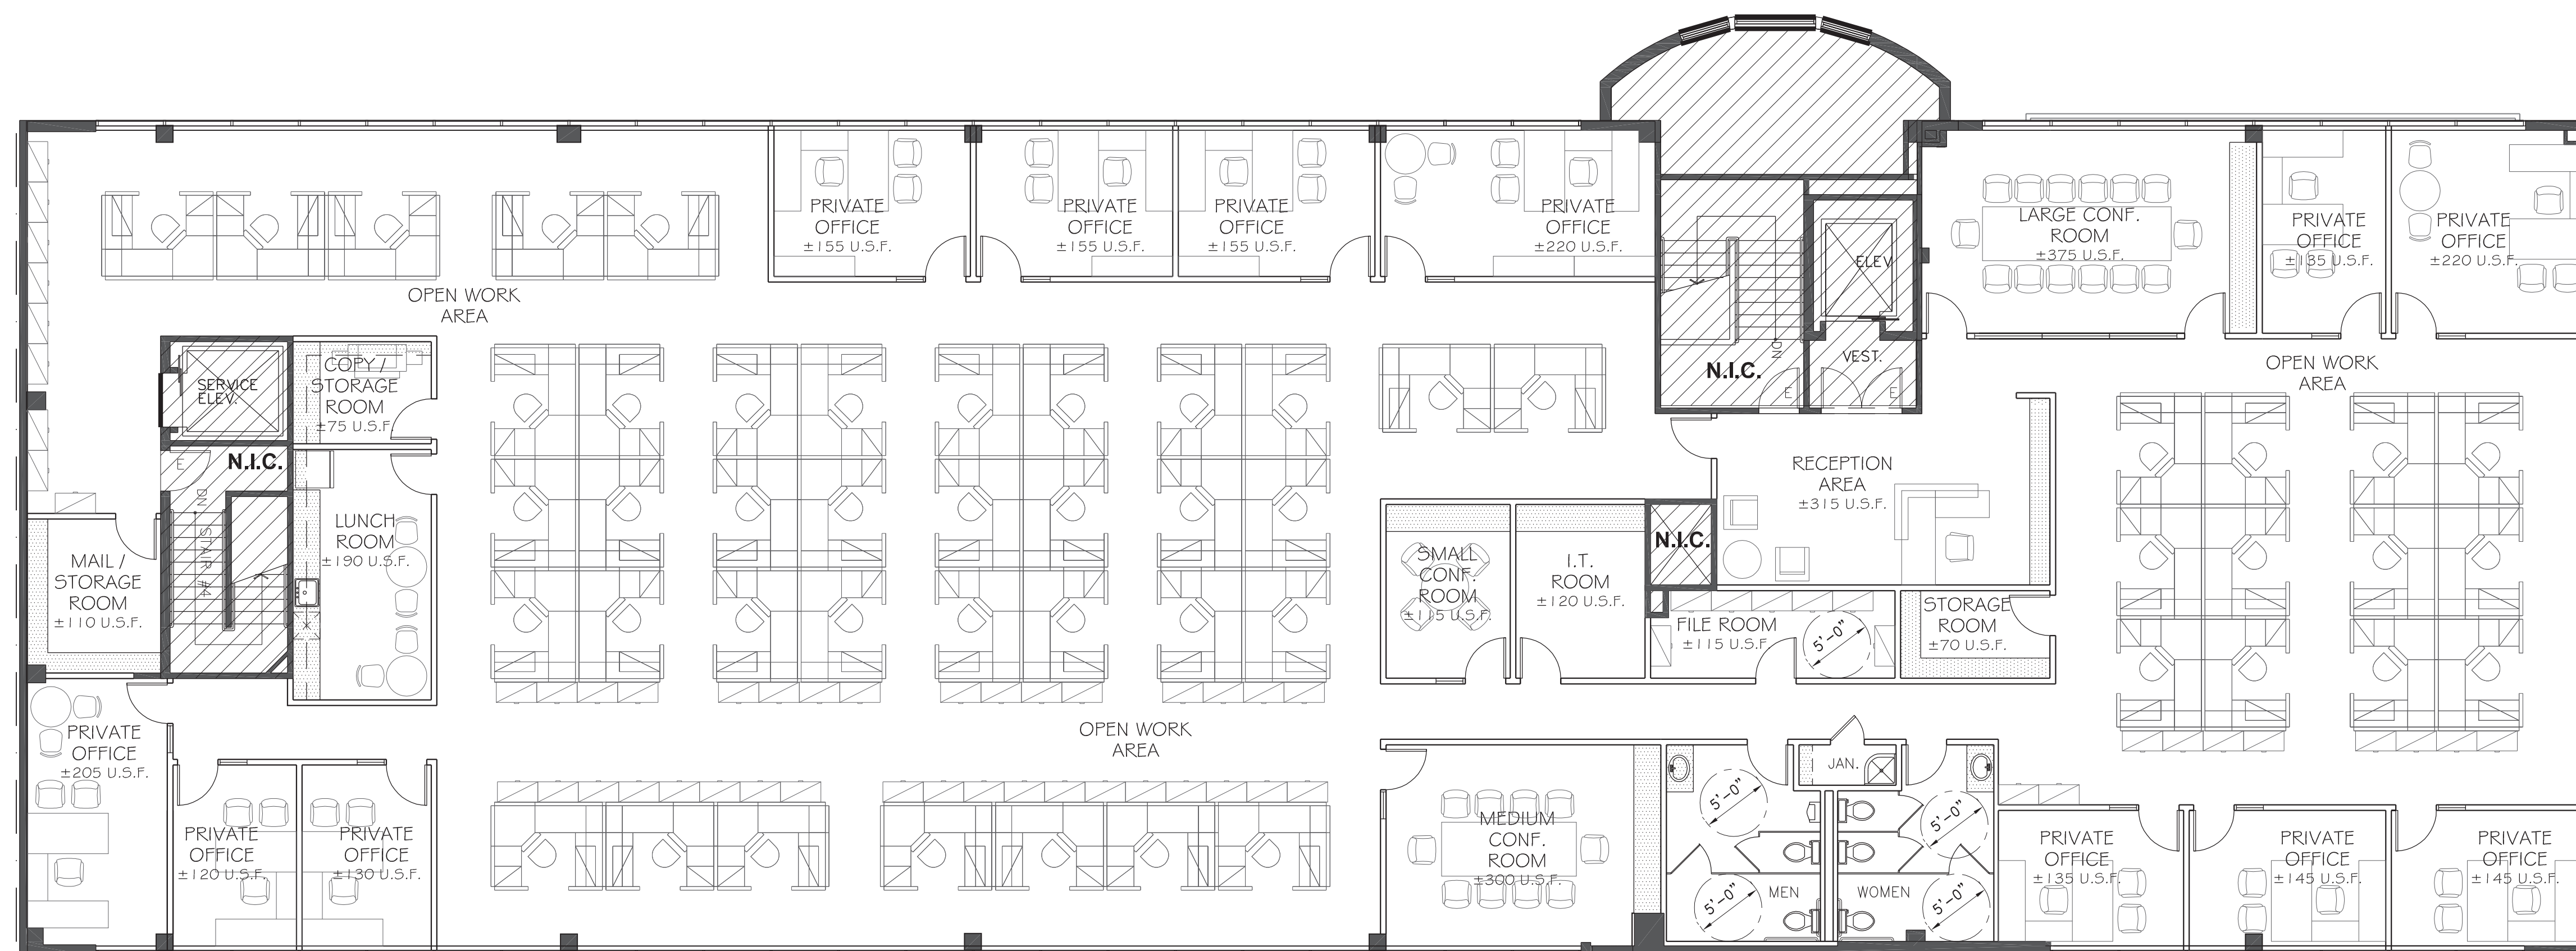 PRIVATE
OFFICE
±155 U.S.F.
PRIVATE
OFFICE
±155 U.S.F.
PRIVATE
OFFICE
±155 U.S.F.
PRIVATE
OFFICE
±220 U.S.F.
LARGE CONF.
ROOM
±375 U.S.F.
PRIVATE
OFFICE
±135 U.S.F.
PRIVATE
OFFICE
±220 U.S.F.
OPEN WORK
AREA
ELEV
DN
VEST.
N.I.C.
E
E
OPEN WORK
AREA
SERVICE
ELEV.
COPY /
STORAGE
ROOM
±75 U.S.F.
E
N.I.C.
DN
STAIR #4
LUNCH
ROOM
±190 U.S.F.
MAIL /
STORAGE
ROOM
±110 U.S.F.
RECEPTION
AREA
±315 U.S.F.
SMALL
CONF.
ROOM
±115 U.S.F.
I.T.
ROOM
±120 U.S.F.
N.I.C.
FILE ROOM
±115 U.S.F.
5'-0"
STORAGE
ROOM
±70 U.S.F.
PRIVATE
OFFICE
±205 U.S.F.
OPEN WORK
AREA
PRIVATE
OFFICE
±120 U.S.F.
PRIVATE
OFFICE
±130 U.S.F.
MEDIUM
CONF.
ROOM
±300 U.S.F.
JAN.
5'-0"
5'-0"
MEN
WOMEN
5'-0"
5'-0"
PRIVATE
OFFICE
±135 U.S.F.
PRIVATE
OFFICE
±145 U.S.F.
PRIVATE
OFFICE
±145 U.S.F.